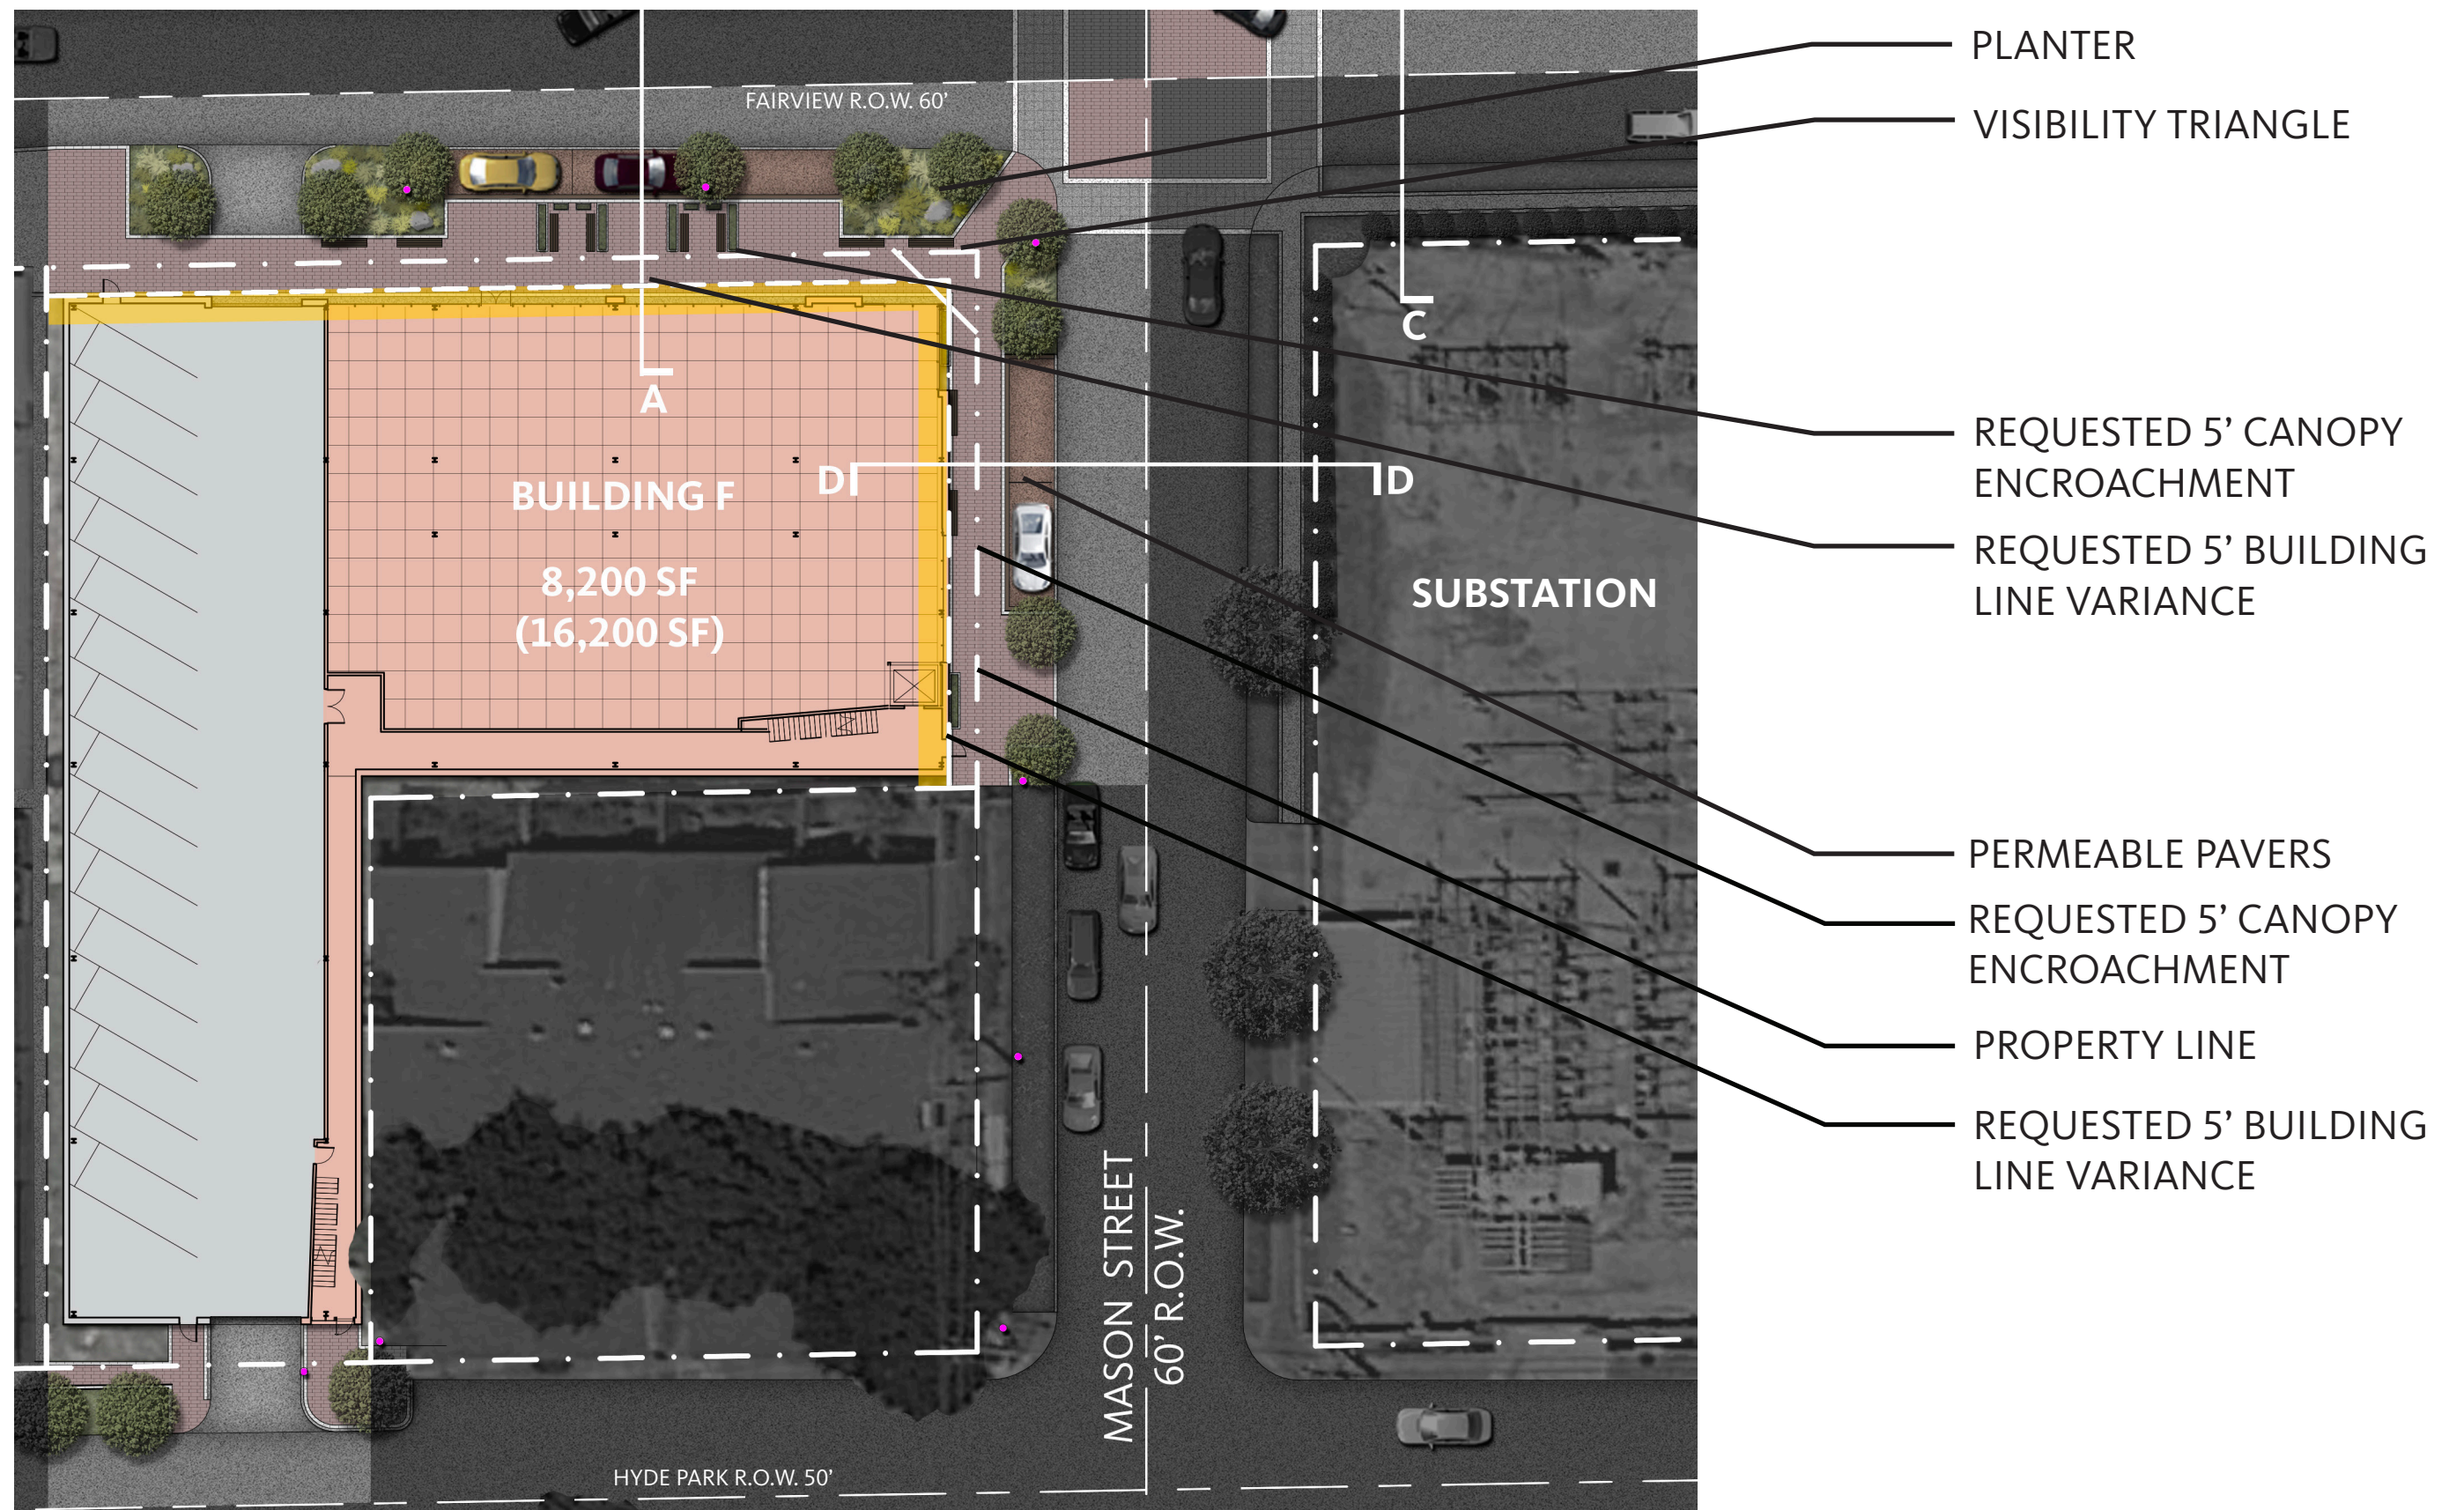 PLANTER
FAIRVIEW R.O.W. 60'
VISIBILITY TRIANGLE
C
A
REQUESTED 5’ CANOPY
ENCROACHMENT
D
D
BUILDING F
REQUESTED 5’ BUILDING
LINE VARIANCE
8,200 SF
(16,200 SF)
SUBSTATION
PERMEABLE PAVERS
REQUESTED 5’ CANOPY
ENCROACHMENT
PROPERTY LINE
REQUESTED 5’ BUILDING
LINE VARIANCE
MASON STREET
60’ R.O.W.
HYDE PARK R.O.W. 50’